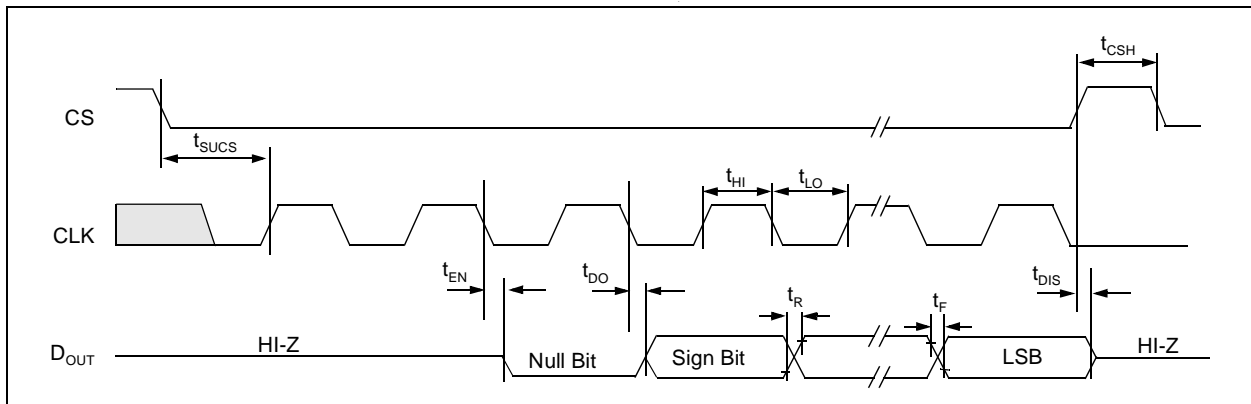 tCSH
CS
tSUCS
tHI
tLO
CLK
tEN
tDO
tR
tF
tDIS
DOUT
HI-Z
Null Bit
Sign Bit
LSB
HI-Z